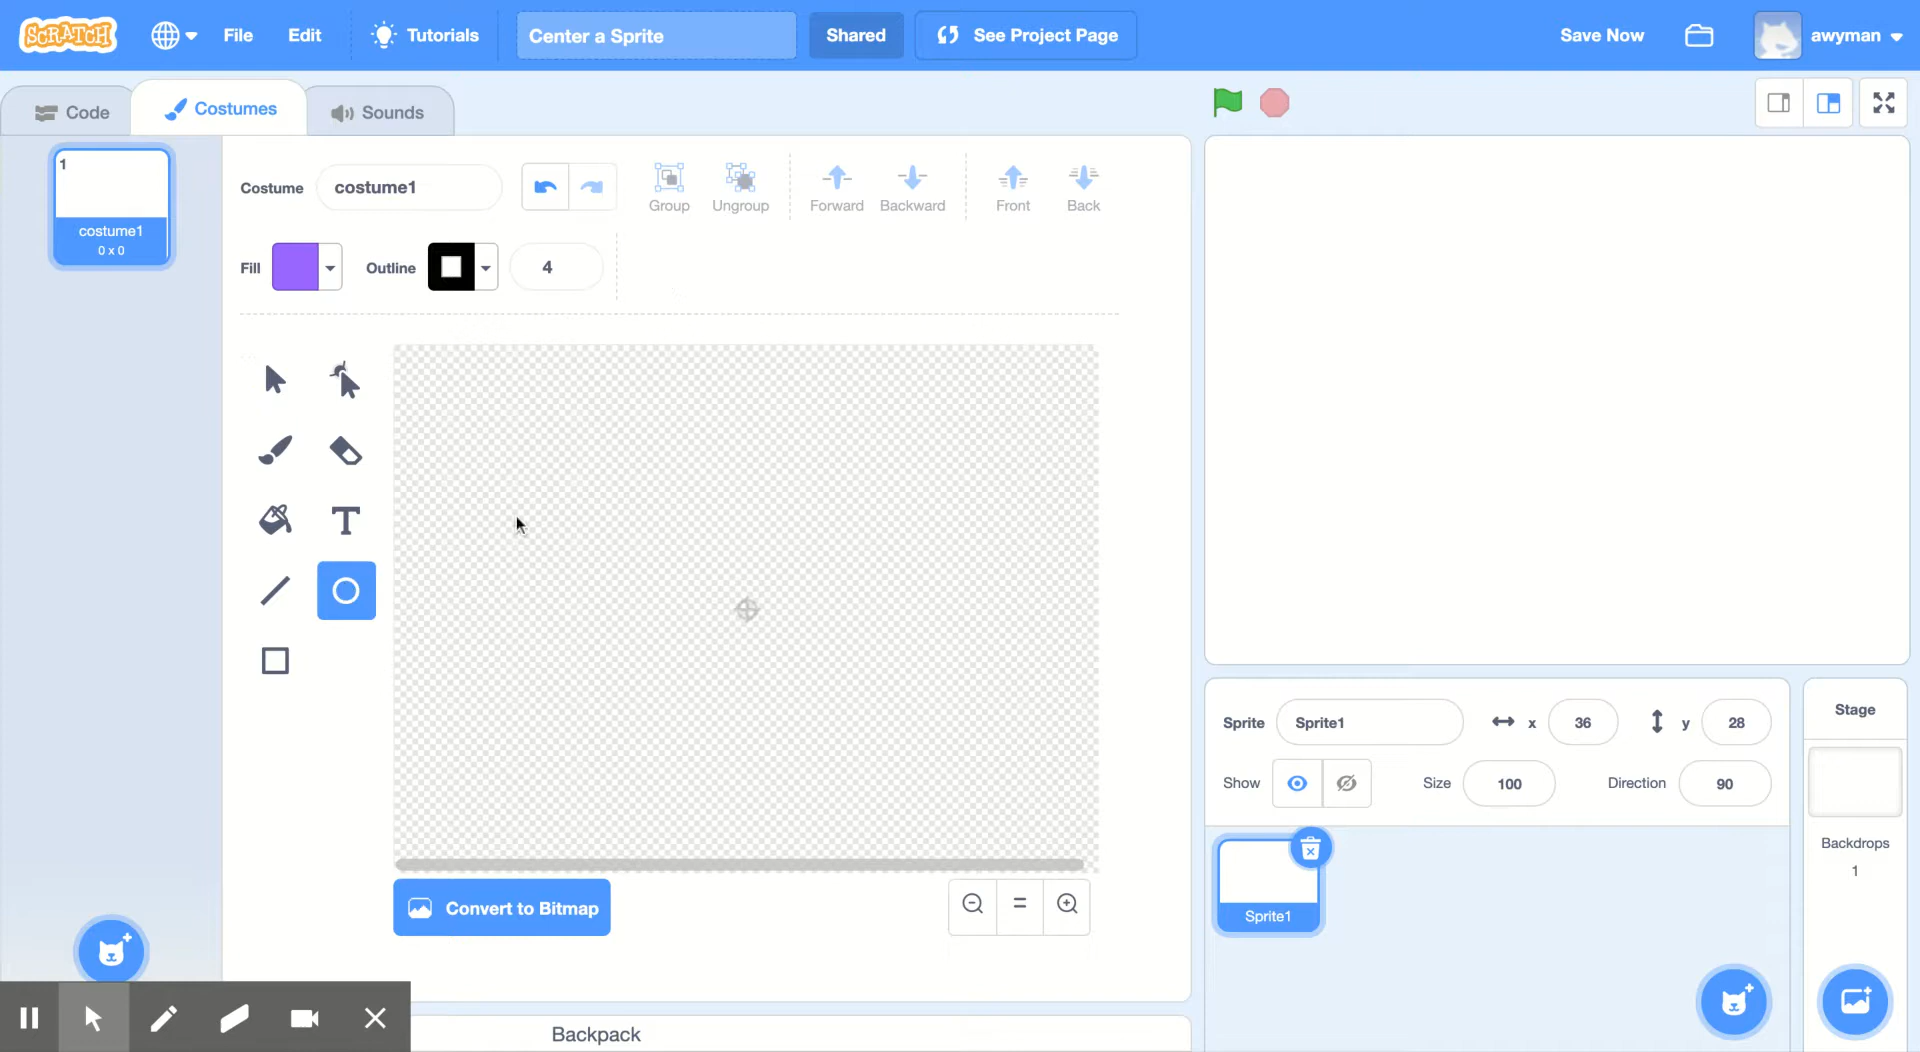 SCRATCH File Edit Tutorials Center a Sprite Shared See Project Page Save Now awyman
Code Costumes Sounds
1
costume1
0 x 0
Costume costume1
Group Ungroup Forward Backward Front Back
Fill Outline 4
T
Convert to Bitmap
=
Backpack
Sprite Sprite1 x 36 y 28
Show Size 100 Direction 90
Sprite1
Stage
Backdrops
1